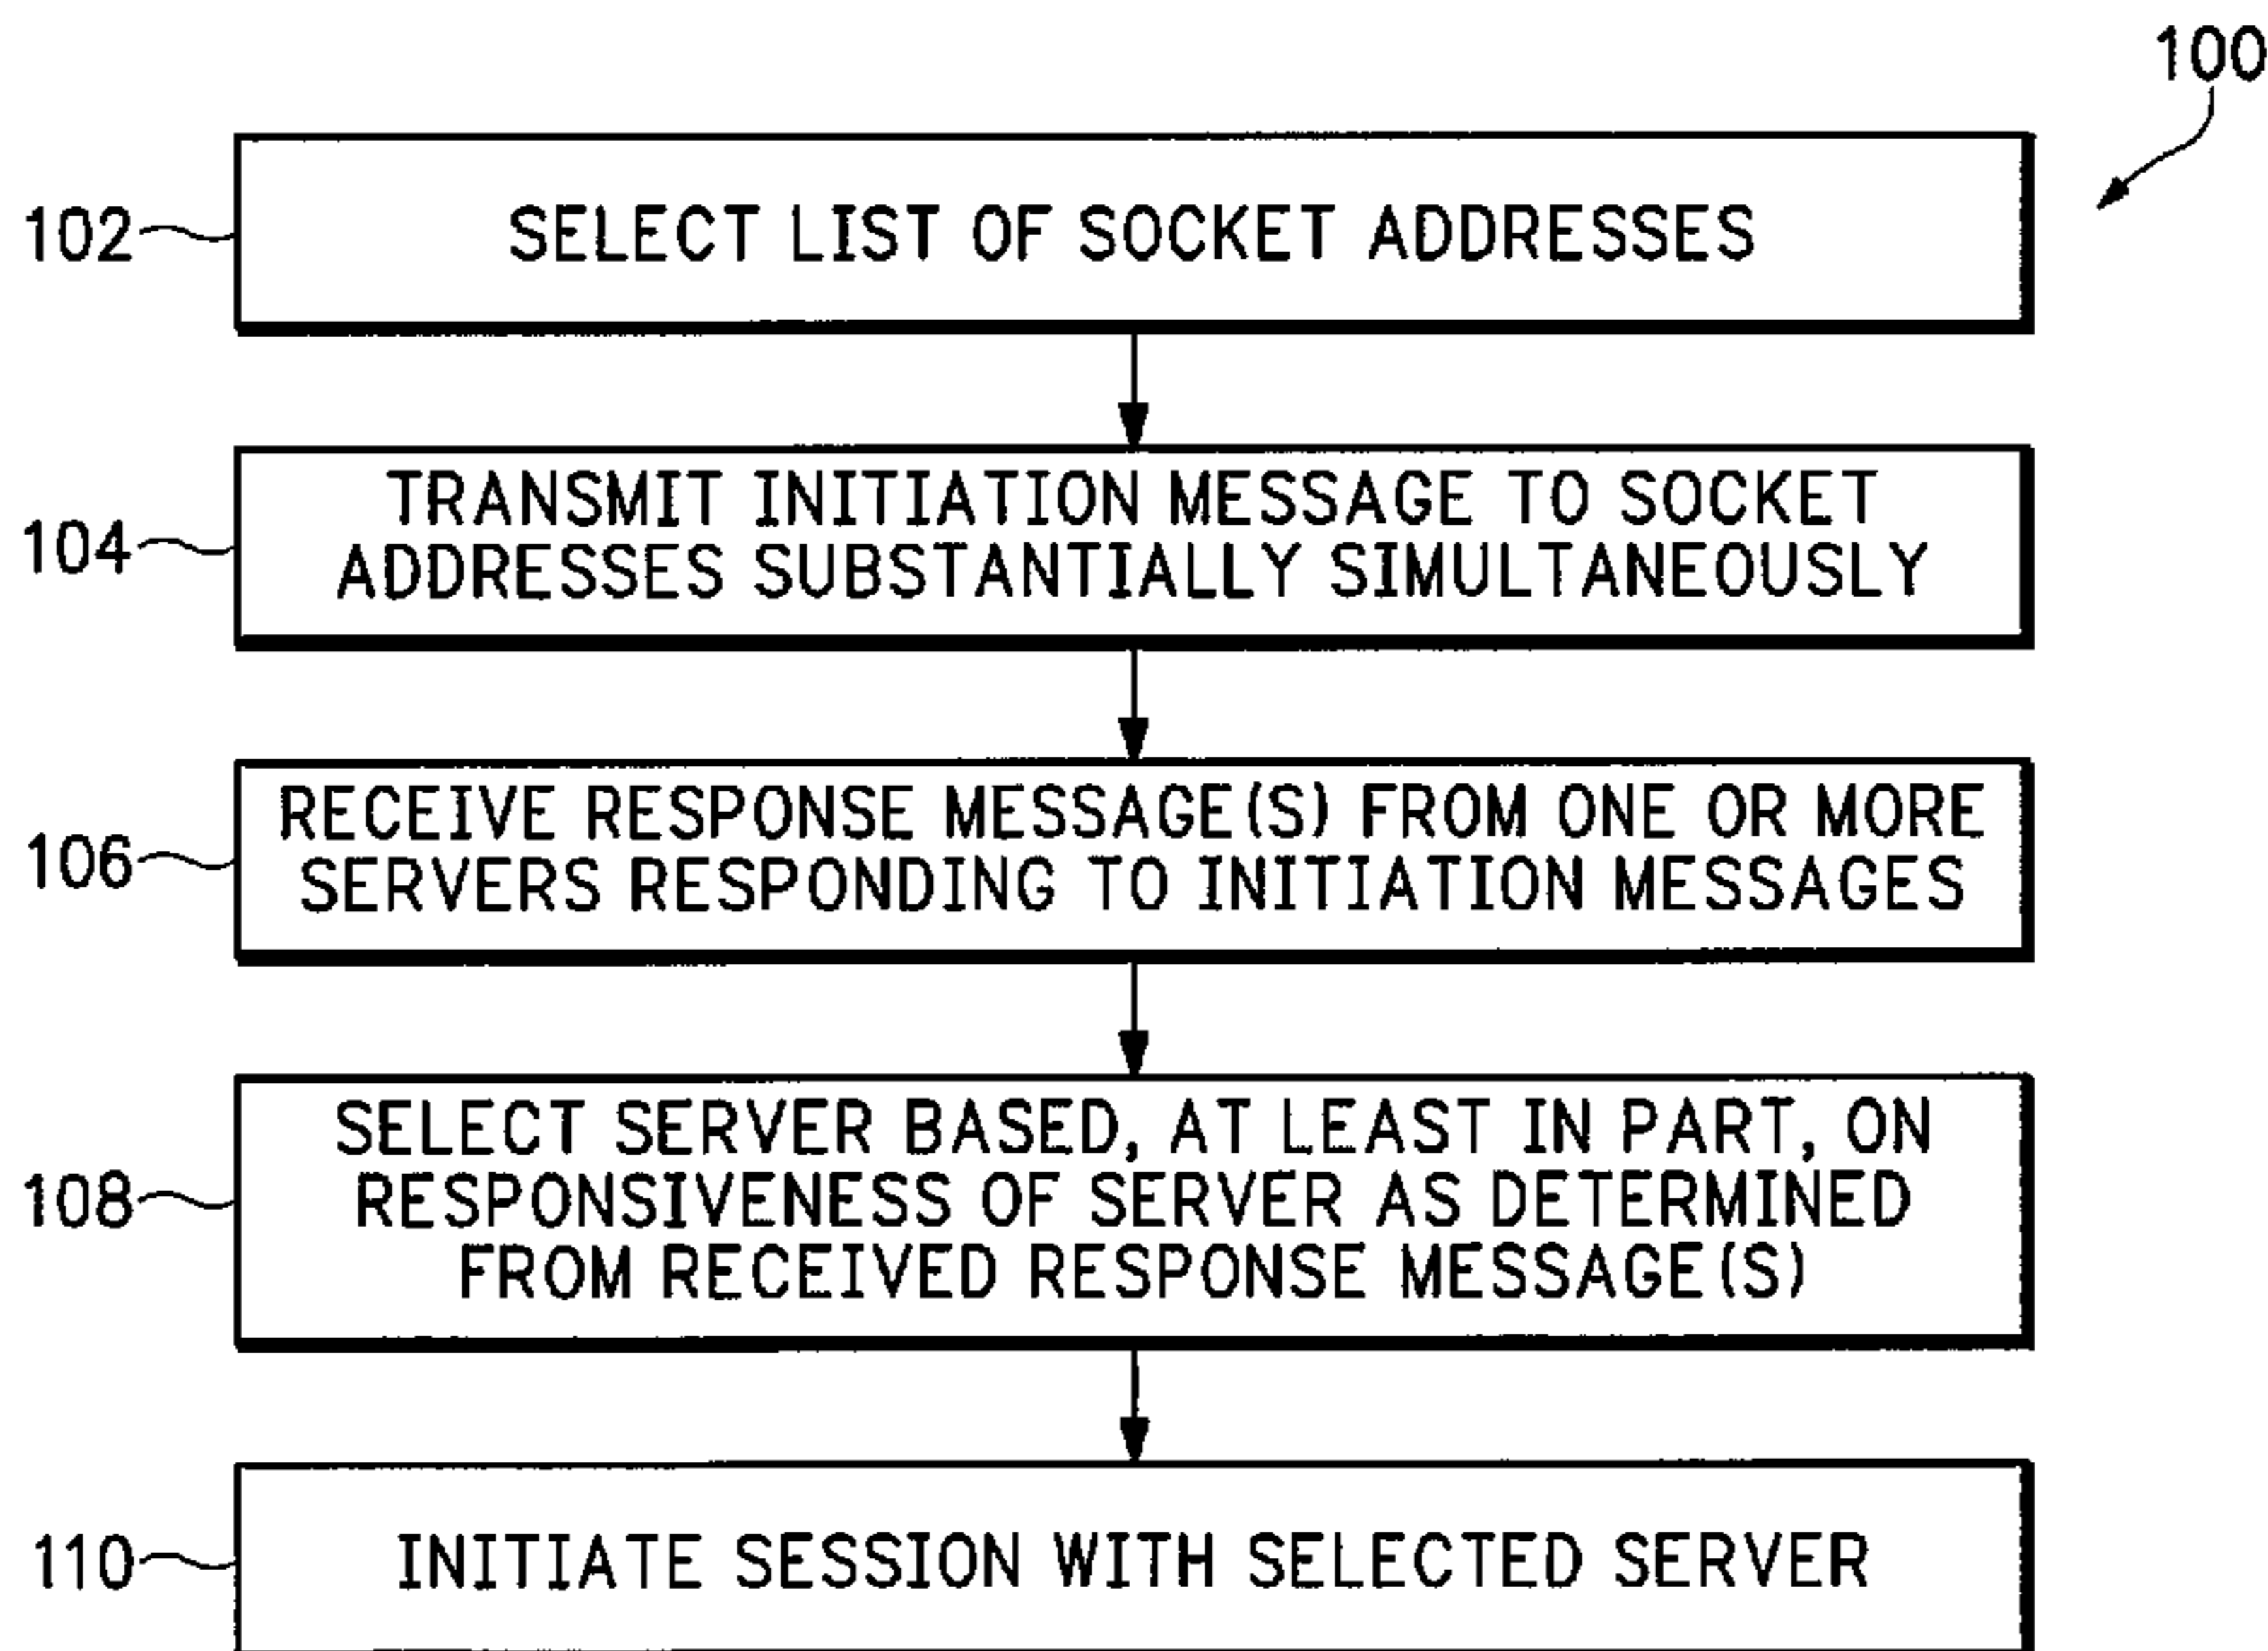 100
102
SELECT LIST OF SOCKET ADDRESSES
104
TRANSMIT INITIATION MESSAGE TO SOCKET
ADDRESSES SUBSTANTIALLY SIMULTANEOUSLY
106
RECEIVE RESPONSE MESSAGE(S) FROM ONE OR MORE
SERVERS RESPONDING TO INITIATION MESSAGES
108
SELECT SERVER BASED, AT LEAST IN PART, ON
RESPONSIVENESS OF SERVER AS DETERMINED
FROM RECEIVED RESPONSE MESSAGE(S)
110
INITIATE SESSION WITH SELECTED SERVER